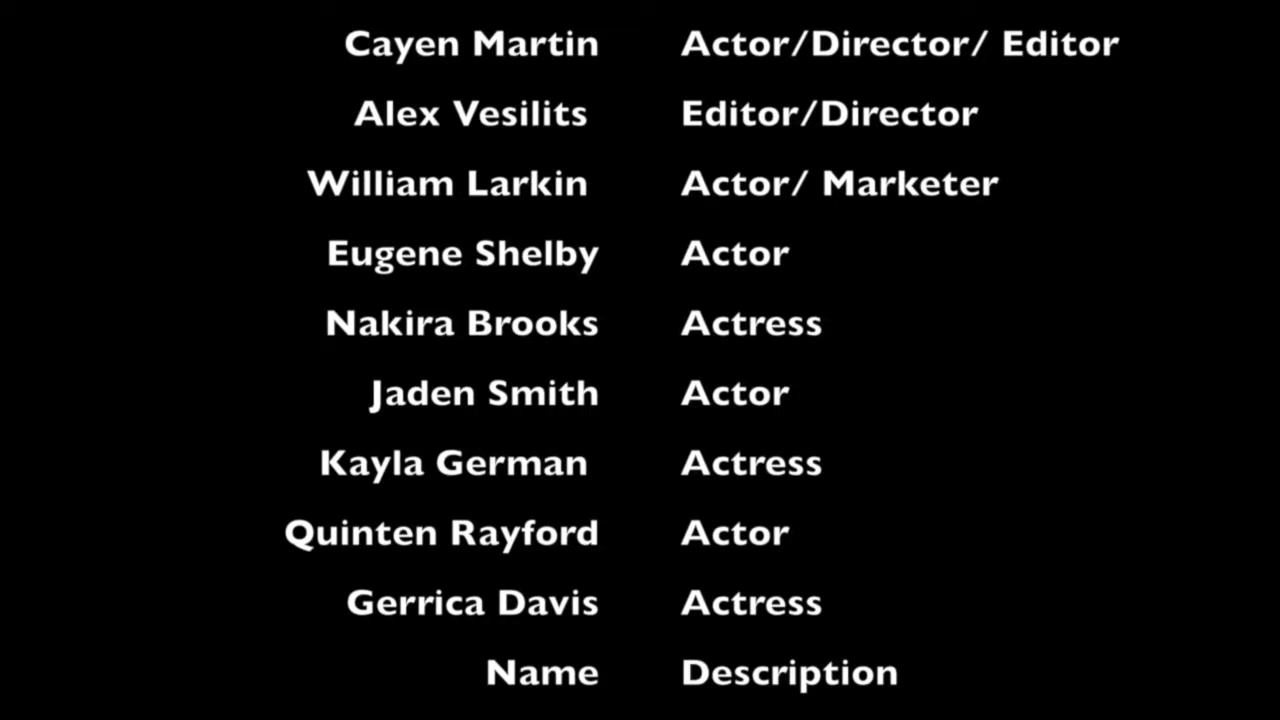 Cayen Martin Actor/Director/ Editor
Alex Vesilits Editor/Director
William Larkin Actor/ Marketer
Eugene Shelby Actor
Nakira Brooks Actress
Jaden Smith Actor
Kayla German Actress
Quinten Rayford Actor
Gerrica Davis Actress
Name Description